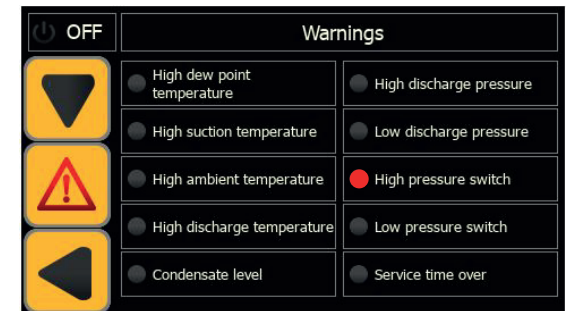 OFF
Warnings
High dew point
temperature
High discharge pressure
High suction temperature
Low discharge pressure
High ambient temperature
High pressure switch
High discharge temperature
Low pressure switch
Condensate level
Service time over